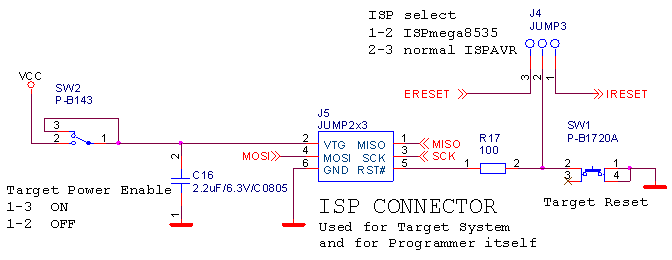 ISP select
1-2 ISPmega8535
2-3 normal ISPAVR
J4
JUMP3
3
2
1
ERESET
IRESET
VCC
SW2
P-B143
3
2
1
J5
JUMP2x3
2
4
6
VTG MISO
MOSI SCK
GND RST#
1
3
5
MISO
SCK
MOSI
R17
100
1
2
SW1
P-B1720A
2
3
1
4
Target Reset
2
C16
2.2uF/6.3V/C0805
1
Target Power Enable
1-3 ON
1-2 OFF
ISP CONNECTOR
Used for Target System
and for Programmer itself